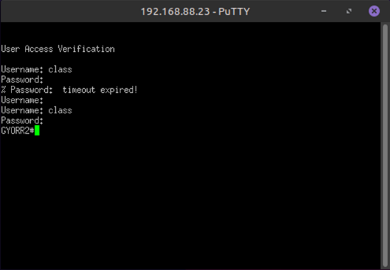 192.168.88.23 - PuTTY
User Access Verification
Username: class
Password:
% Password:  timeout expired!
Username:
Username: class
Password:
GYORR2#